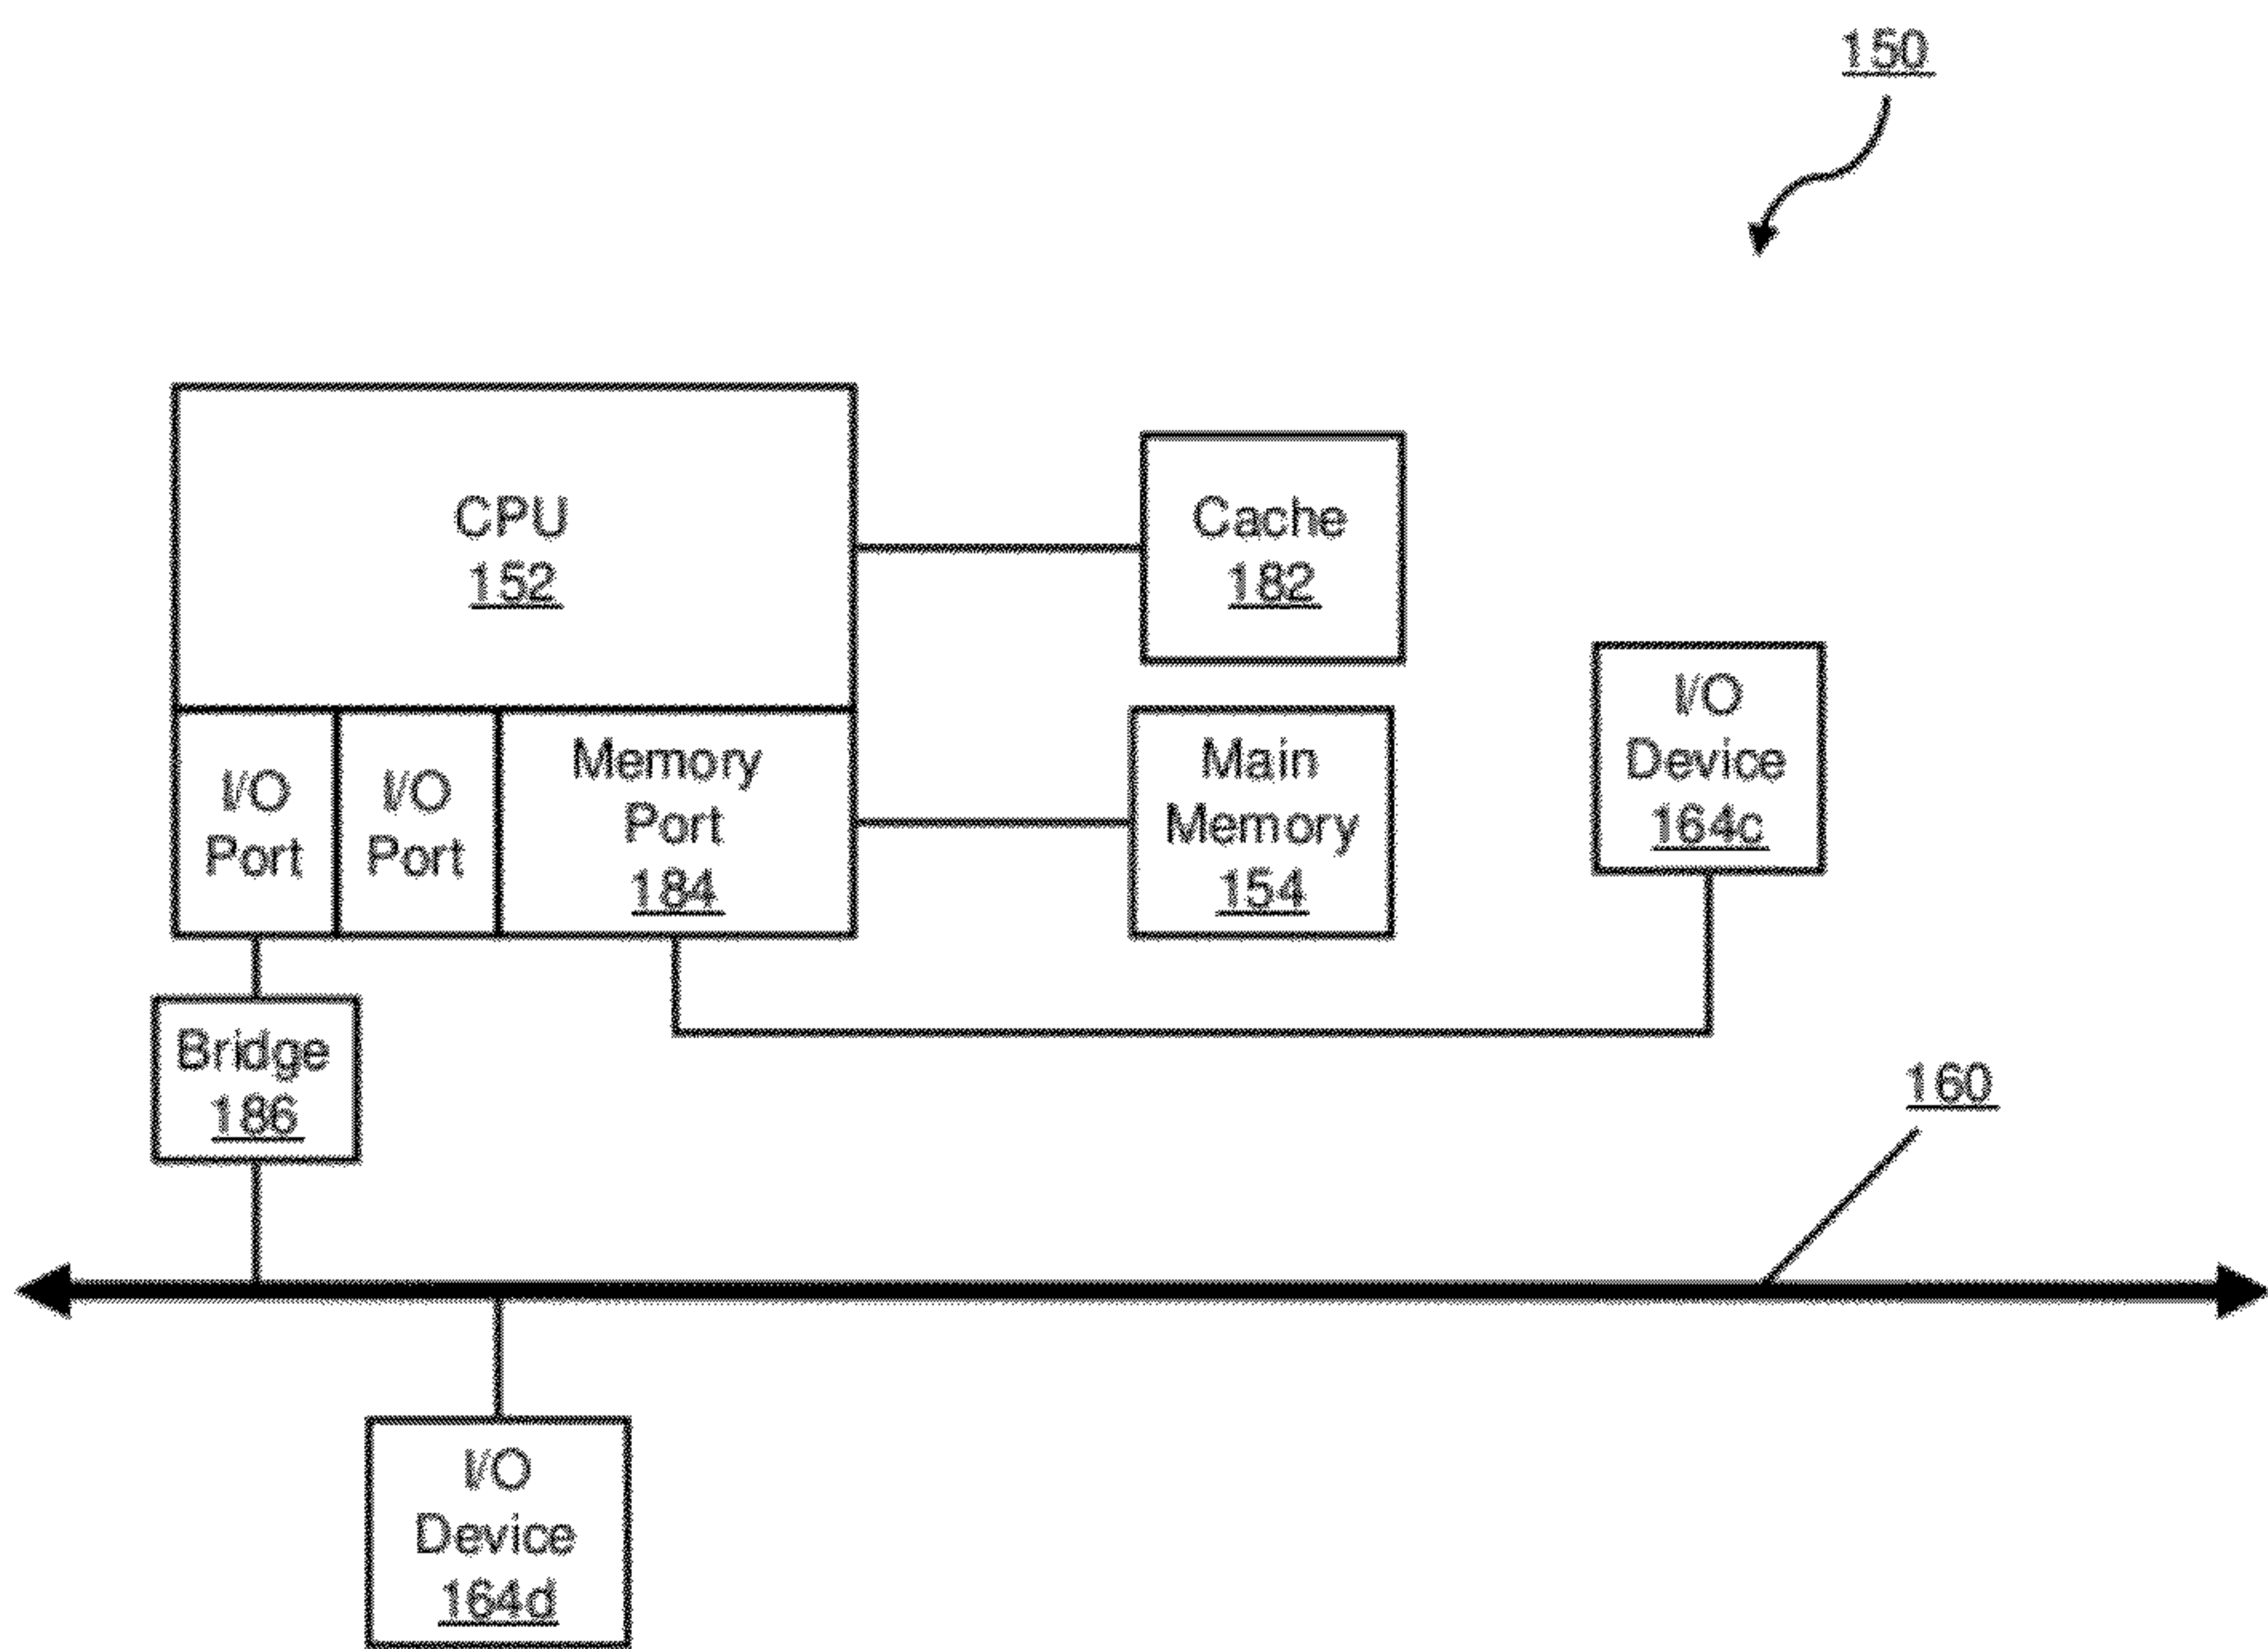 150
CPU
152
Cache
182
I/O
Port
I/O
Port
Memory
Port
184
Main
Memory
154
I/O
Device
164c
Bridge
186
160
I/O
Device
164d